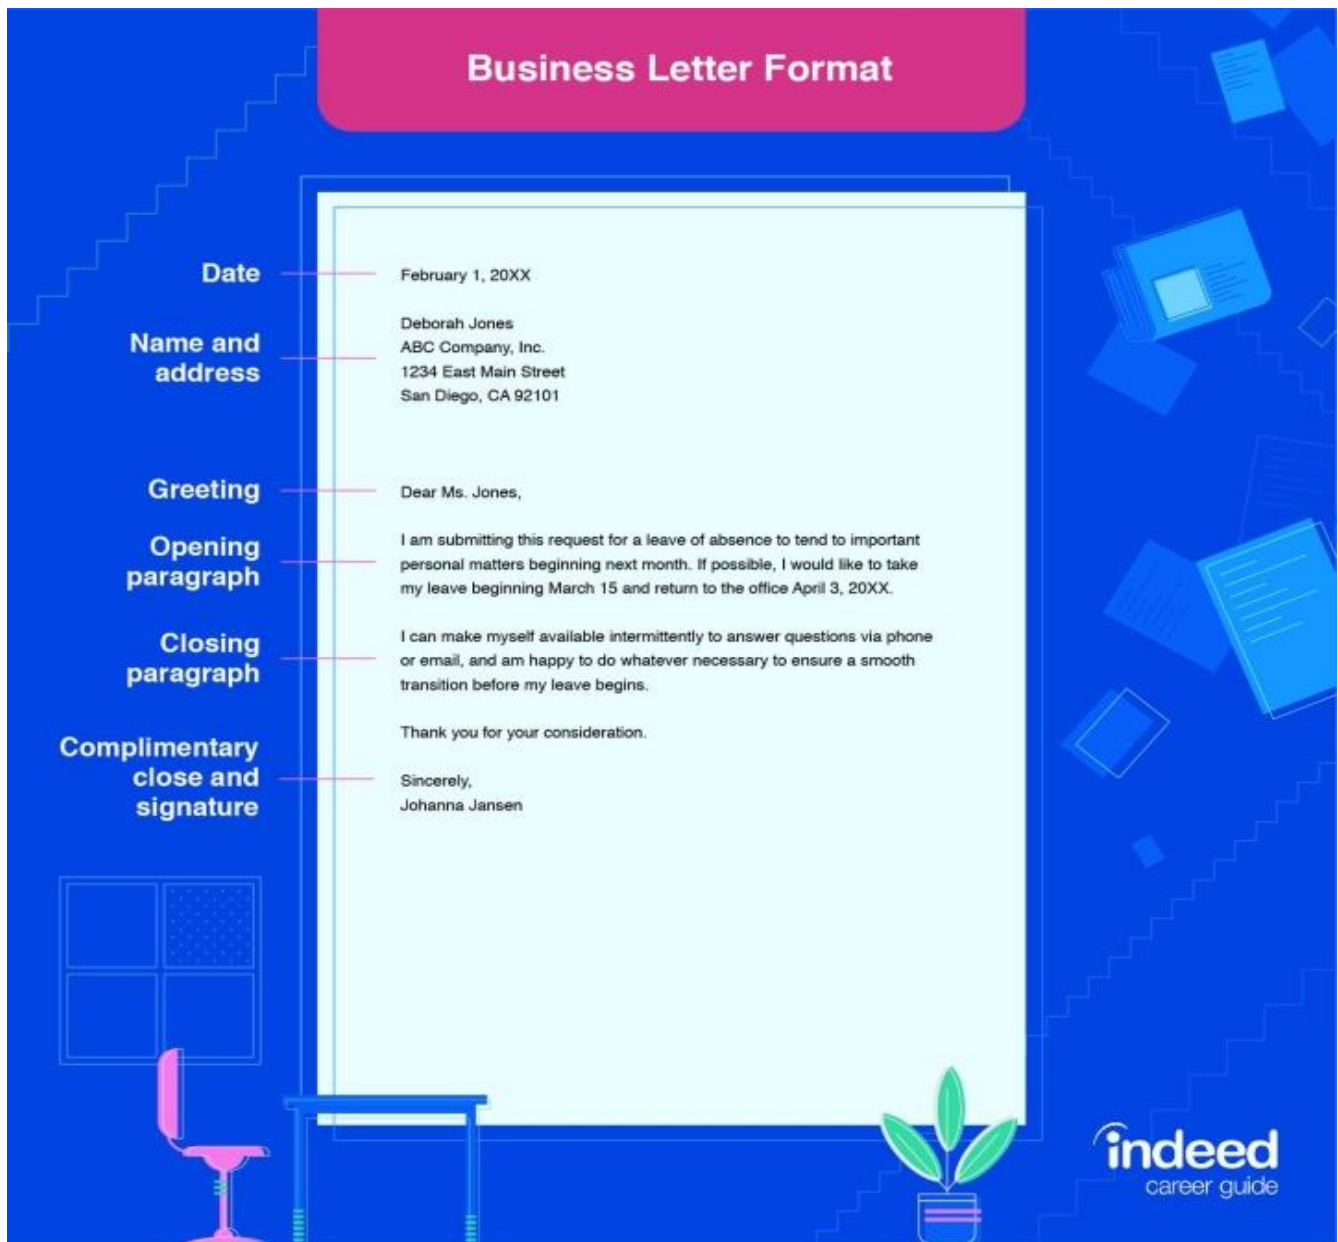 Business Letter Format
Date
February 1, 20XX
Name and
address
Deborah Jones
ABC Company, Inc.
1234 East Main Street
San Diego, CA 92101
Greeting
Dear Ms. Jones,
Opening
paragraph
I am submitting this request for a leave of absence to tend to important
personal matters beginning next month. If possible, I would like to take
my leave beginning March 15 and return to the office April 3, 20XX.
Closing
paragraph
I can make myself available intermittently to answer questions via phone
or email, and am happy to do whatever necessary to ensure a smooth
transition before my leave begins.
Thank you for your consideration.
Complimentary
close and
signature
Sincerely,
Johanna Jansen
indeed
career guide